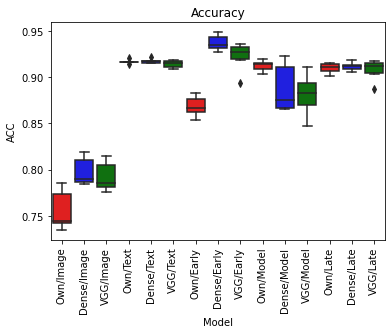 Accuracy
0.95
0.90
0.85
0.80
0.75
ACC
Own/Image
Dense/Image
VGG/Image
Own/Text
Dense/Text
VGG/Text
Own/Early
Dense/Early
VGG/Early
Own/Model
Dense/Model
VGG/Model
Own/Late
Dense/Late
VGG/Late
Model